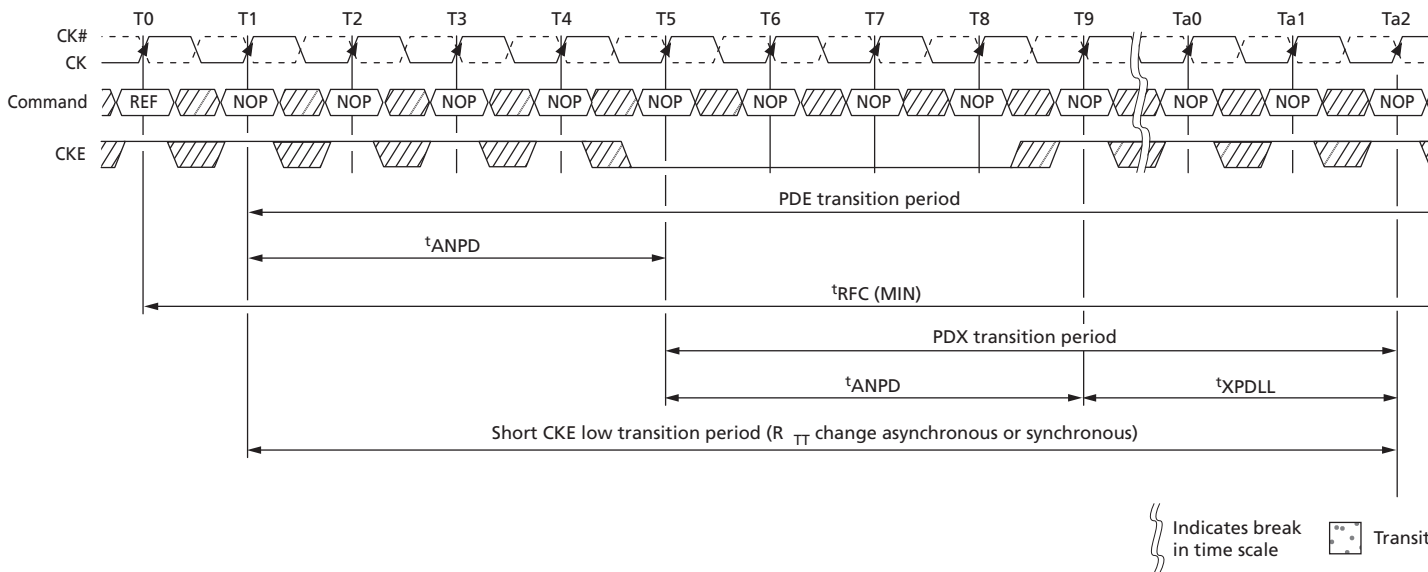 T0 T1 T2 T3 T4 T5 T6 T7 T8 T9 Ta0 Ta1 Ta2
CK#
CK
Command REF NOP NOP NOP NOP NOP NOP NOP NOP NOP NOP NOP NOP
CKE
PDE transition period
tANPD
tRFC (MIN)
PDX transition period
tANPD tXPDLL
Short CKE low transition period (R TT change asynchronous or synchronous)
Indicates break
in time scale
Transit